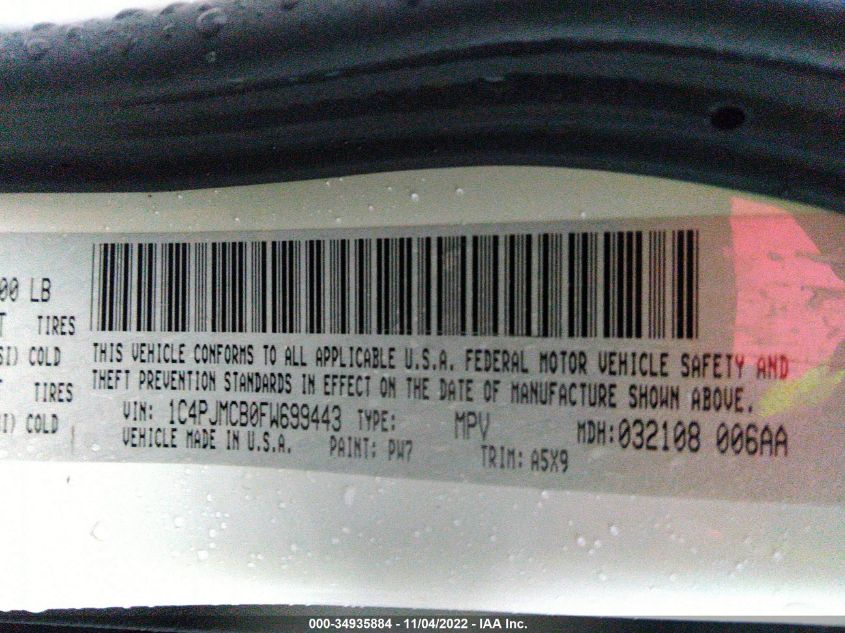 00 LB
T TIRES
SI) COLD
T TIRES
I) COLD
THIS VEHICLE CONFORMS TO ALL APPLICABLE U.S.A. FEDERAL MOTOR VEHICLE SAFETY AND
THEFT PREVENTION STANDARDS IN EFFECT ON THE DATE OF MANUFACTURE SHOWN ABOVE.
VIN: 1C4PJMCB0FW699443 TYPE: MPV MDH:032108 006AA
VEHICLE MADE IN U.S.A. PAINT: PW7 TRIM: A5X9
000-34935884 - 11/04/2022 - IAA Inc.